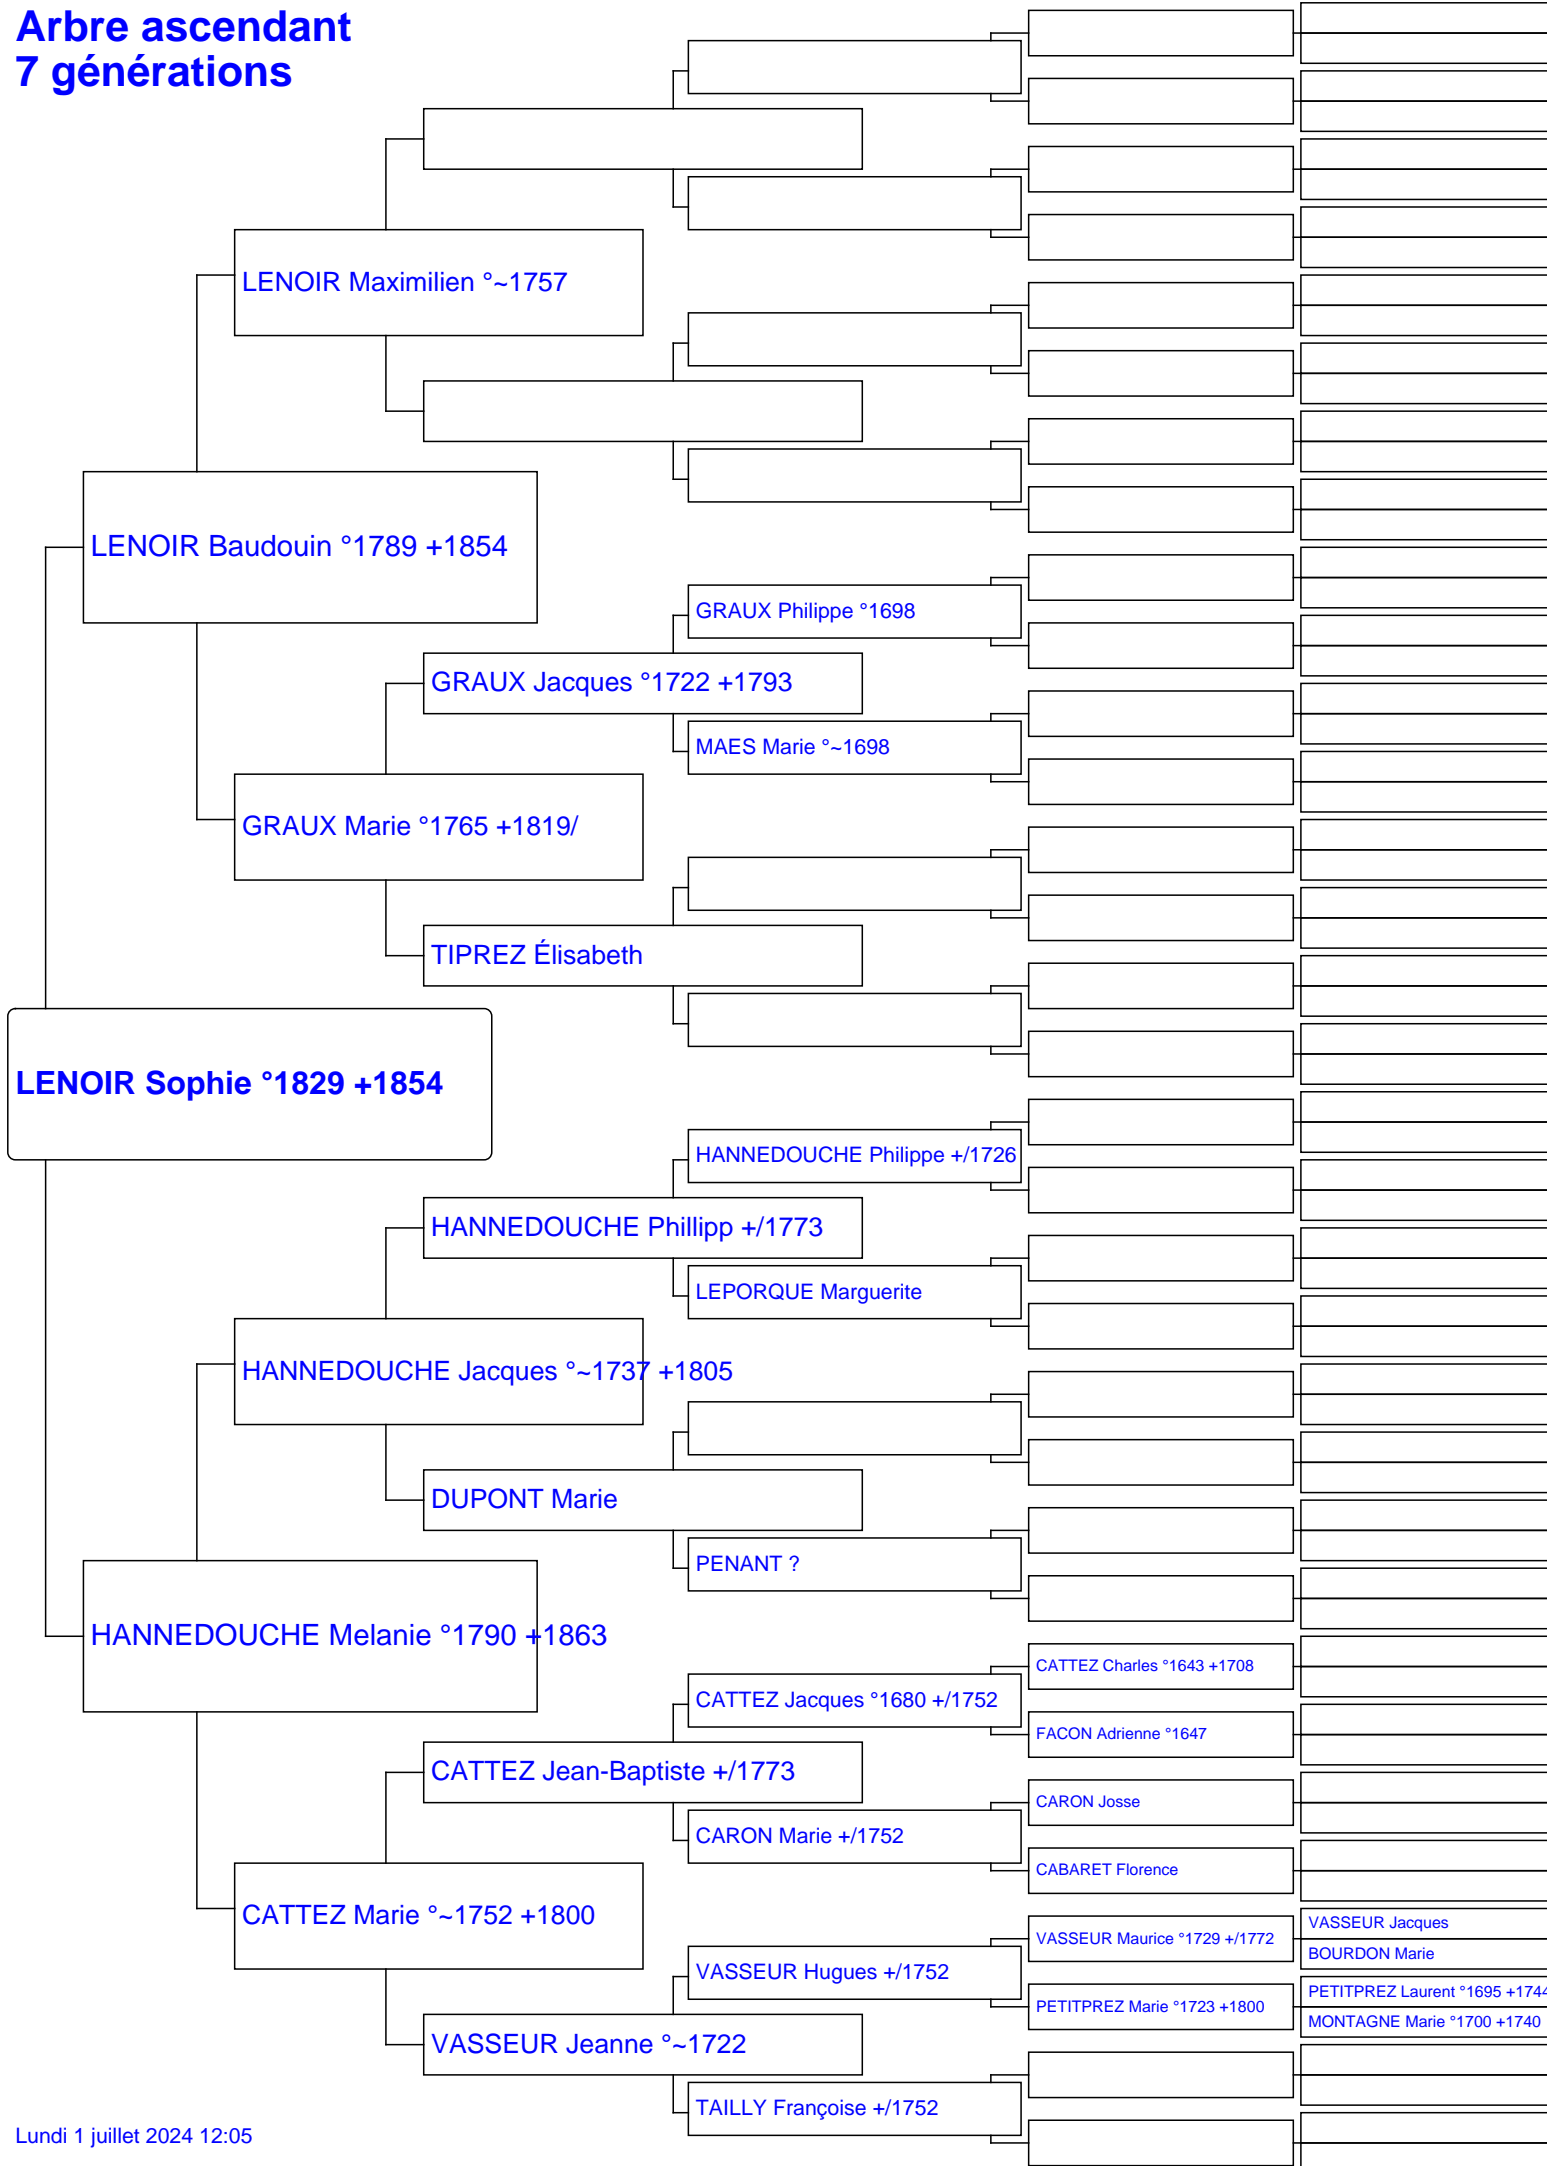 Arbre ascendant
7 générations
LENOIR Maximilien °~1757
LENOIR Baudouin °1789 +1854
GRAUX Philippe °1698
GRAUX Jacques °1722 +1793
MAES Marie °~1698
GRAUX Marie °1765 +1819/
TIPREZ Élisabeth
LENOIR Sophie °1829 +1854
HANNEDOUCHE Philippe +/1726
HANNEDOUCHE Phillipp +/1773
LEPORQUE Marguerite
HANNEDOUCHE Jacques °~1737 +1805
DUPONT Marie
PENANT ?
HANNEDOUCHE Melanie °1790 +1863
CATTEZ Charles °1643 +1708
CATTEZ Jacques °1680 +/1752
FACON Adrienne °1647
CATTEZ Jean-Baptiste +/1773
CARON Josse
CARON Marie +/1752
CABARET Florence
CATTEZ Marie °~1752 +1800
VASSEUR Jacques
VASSEUR Maurice °1729 +/1772
BOURDON Marie
VASSEUR Hugues +/1752
PETITPREZ Laurent °1695 +1744
PETITPREZ Marie °1723 +1800
MONTAGNE Marie °1700 +1740
VASSEUR Jeanne °~1722
TAILLY Françoise +/1752
Lundi 1 juillet 2024 12:05